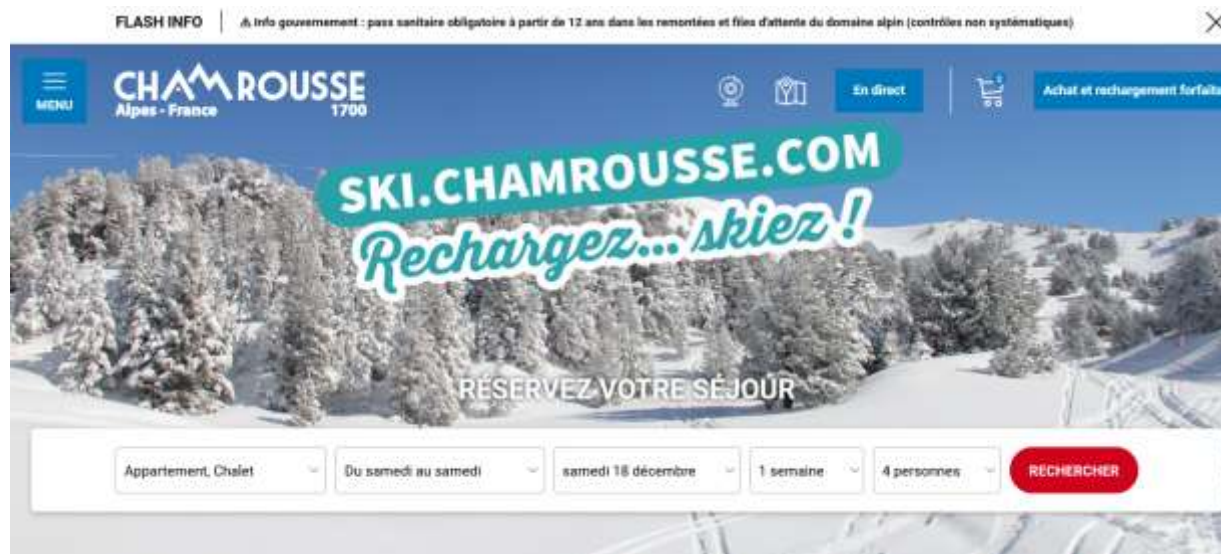 FLASH INFO
⚠ Info gouvernement : pass sanitaire obligatoire à partir de 12 ans dans les remontées et files d'attente du domaine alpin (contrôles non systématiques)
MENU
CHAMROUSSE
Alpes - France 1700
En direct
Achat et rechargement forfaits
SKI.CHAMROUSSE.COM
Rechargez... skiez !
RÉSERVEZ VOTRE SÉJOUR
Appartement, Chalet
Du samedi au samedi
samedi 18 décembre
1 semaine
4 personnes
RECHERCHER